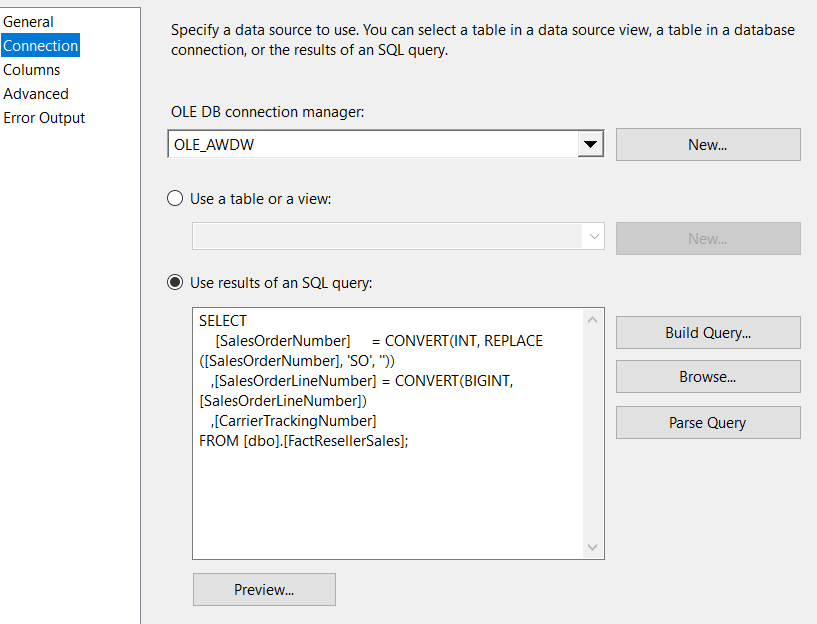 General
Connection
Columns
Advanced
Error Output
Specify a data source to use. You can select a table in a data source view, a table in a database
connection, or the results of an SQL query.
OLE DB connection manager:
OLE_AWDW
New...
Use a table or a view:
New...
Use results of an SQL query:
SELECT
[SalesOrderNumber] = CONVERT(INT, REPLACE
([SalesOrderNumber], 'SO', ''))
,[SalesOrderLineNumber] = CONVERT(BIGINT,
[SalesOrderLineNumber])
,[CarrierTrackingNumber]
FROM [dbo].[FactResellerSales];
Build Query...
Browse...
Parse Query
Preview...